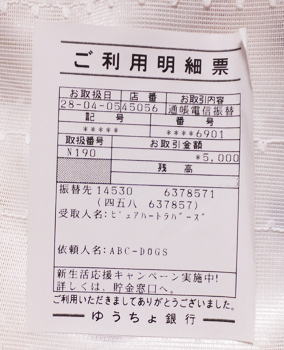 ご利用明細票
お取扱日 店番 お取引内容
28-04-05 45056 通帳電信振替
記号 番号
***** ****6901
取扱番号 お取引金額
N190 *5,000
残高
振替先 14530 6378571
(四五八 637857)
受取人名:ピュアハートラバーズ
依頼人名:ABC-DOGS
新生活応援キャンペーン実施中!
詳しくは、貯金窓口へ。
ご利用いただきましてありがとうございました。
ゆうちょ銀行